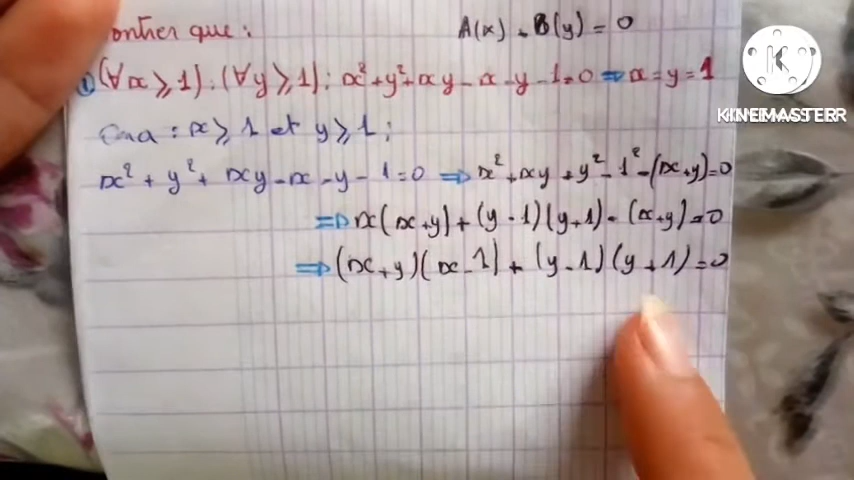 ontrer que : A(x) + B(y) = 0
① (∀x ⩾ 1) ; (∀y ⩾ 1) : x² + y² + xy - x - y - 1 = 0 ⇒ x = y = 1
Ona : x ⩾ 1 et y ⩾ 1 ;
x² + y² + xy - x - y - 1 = 0 ⇒ x² + xy + y² - 1² - (x + y) = 0
⇒ x(x + y) + (y - 1)(y + 1) - (x + y) = 0
⇒ (x + y)(x - 1) + (y - 1)(y + 1) = 0
K
KINEMASTER